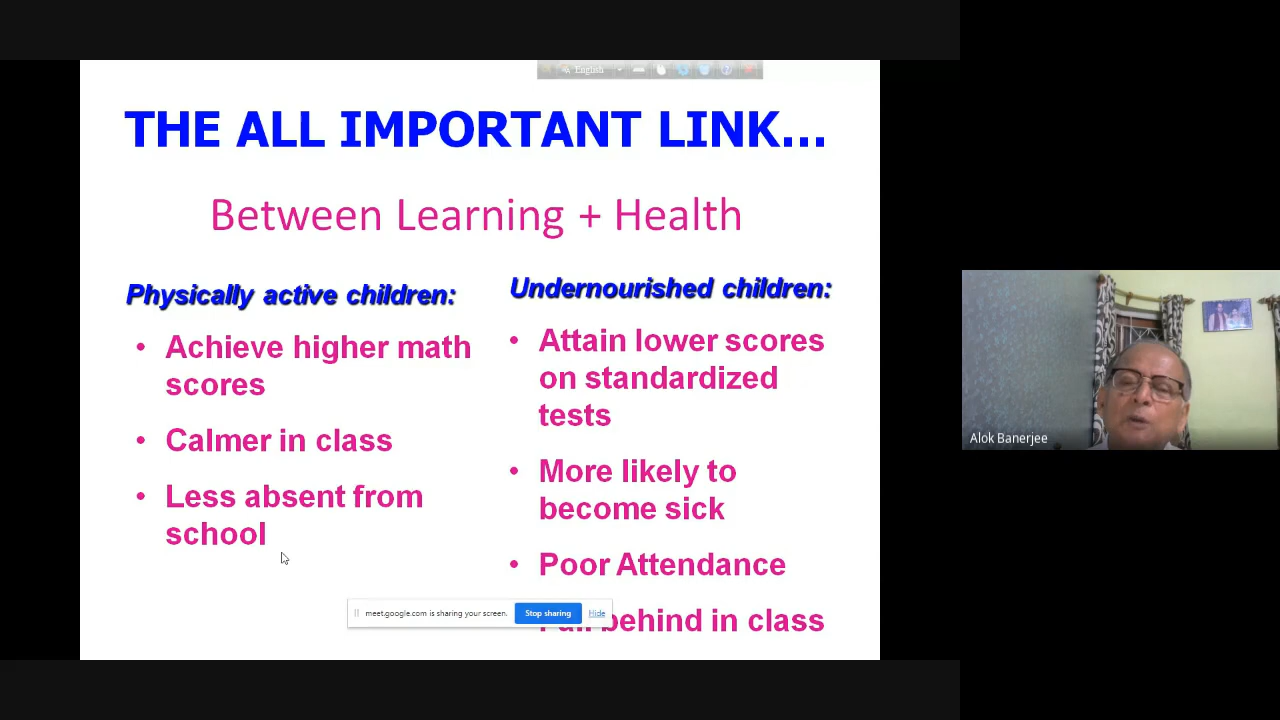 English
THE ALL IMPORTANT LINK...
Between Learning + Health
Physically active children:
• Achieve higher math
scores
• Calmer in class
• Less absent from
school
Undernourished children:
• Attain lower scores
on standardized
tests
• More likely to
become sick
• Poor Attendance
behind in class
meet.google.com is sharing your screen.
Stop sharing
Hide
Alok Banerjee